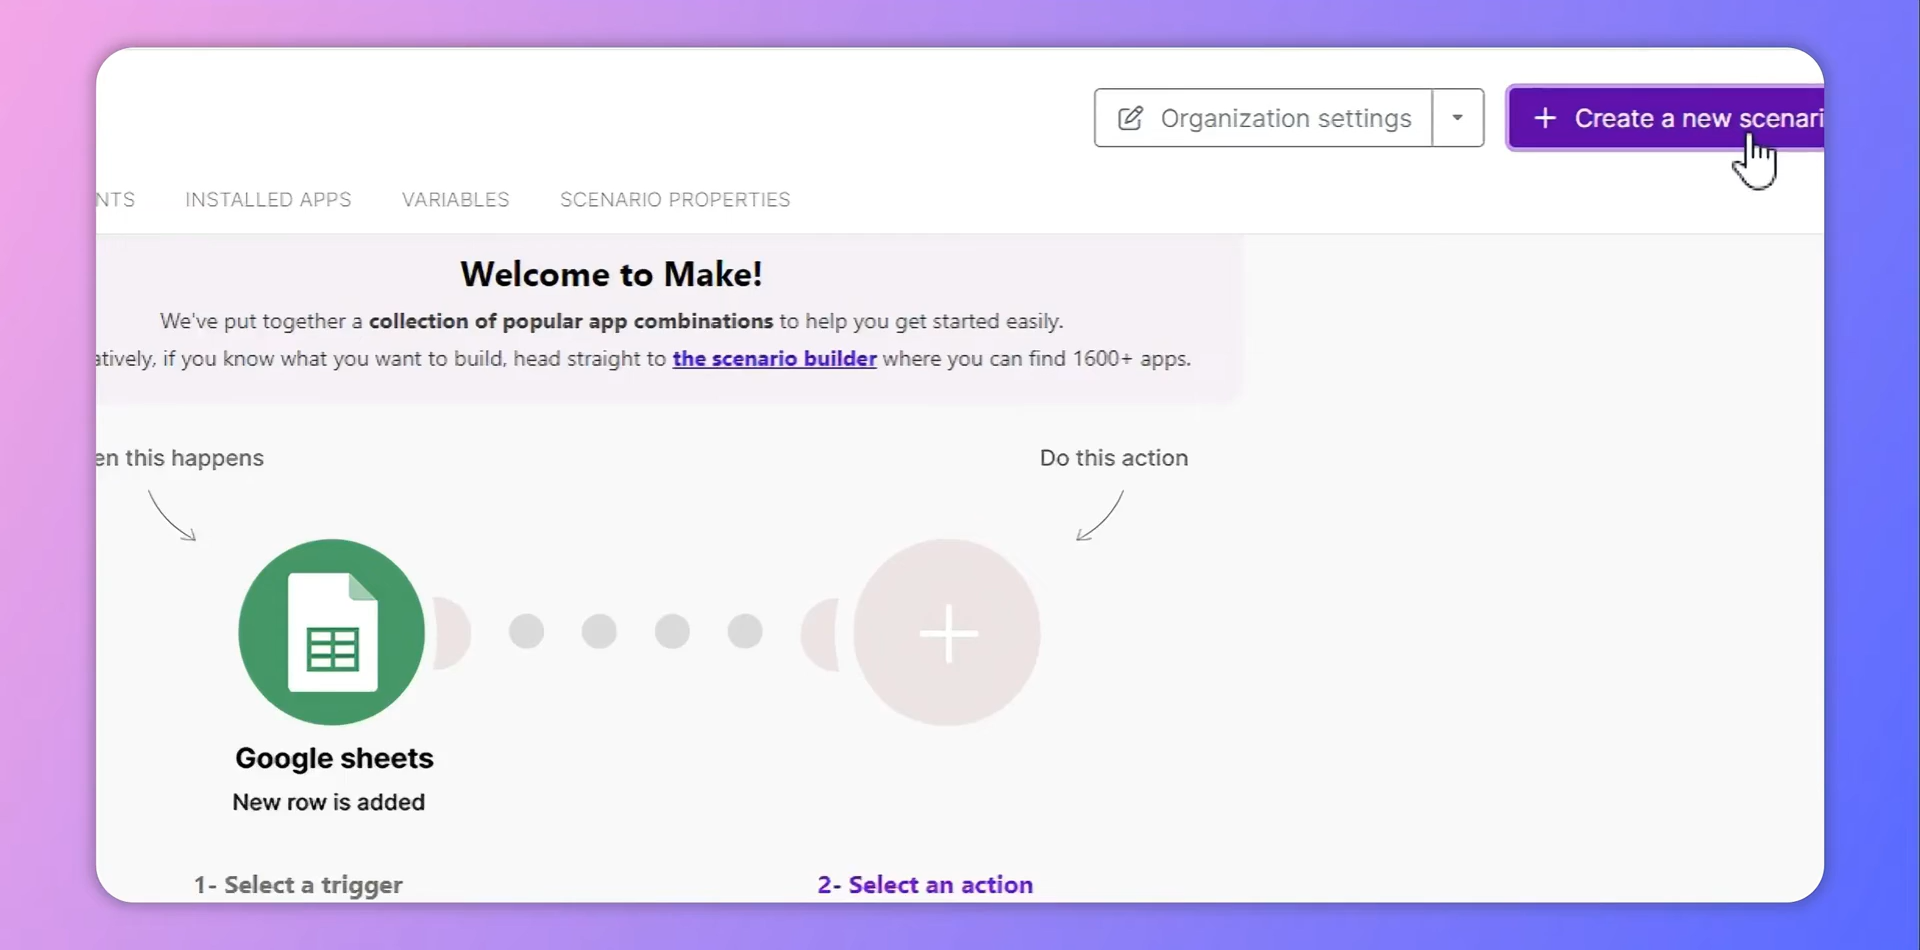 Organization settings
+ Create a new scenari
NTS INSTALLED APPS VARIABLES SCENARIO PROPERTIES
Welcome to Make!
We've put together a collection of popular app combinations to help you get started easily.
atively, if you know what you want to build, head straight to the scenario builder where you can find 1600+ apps.
en this happens
Do this action
Google sheets
New row is added
1- Select a trigger
2- Select an action